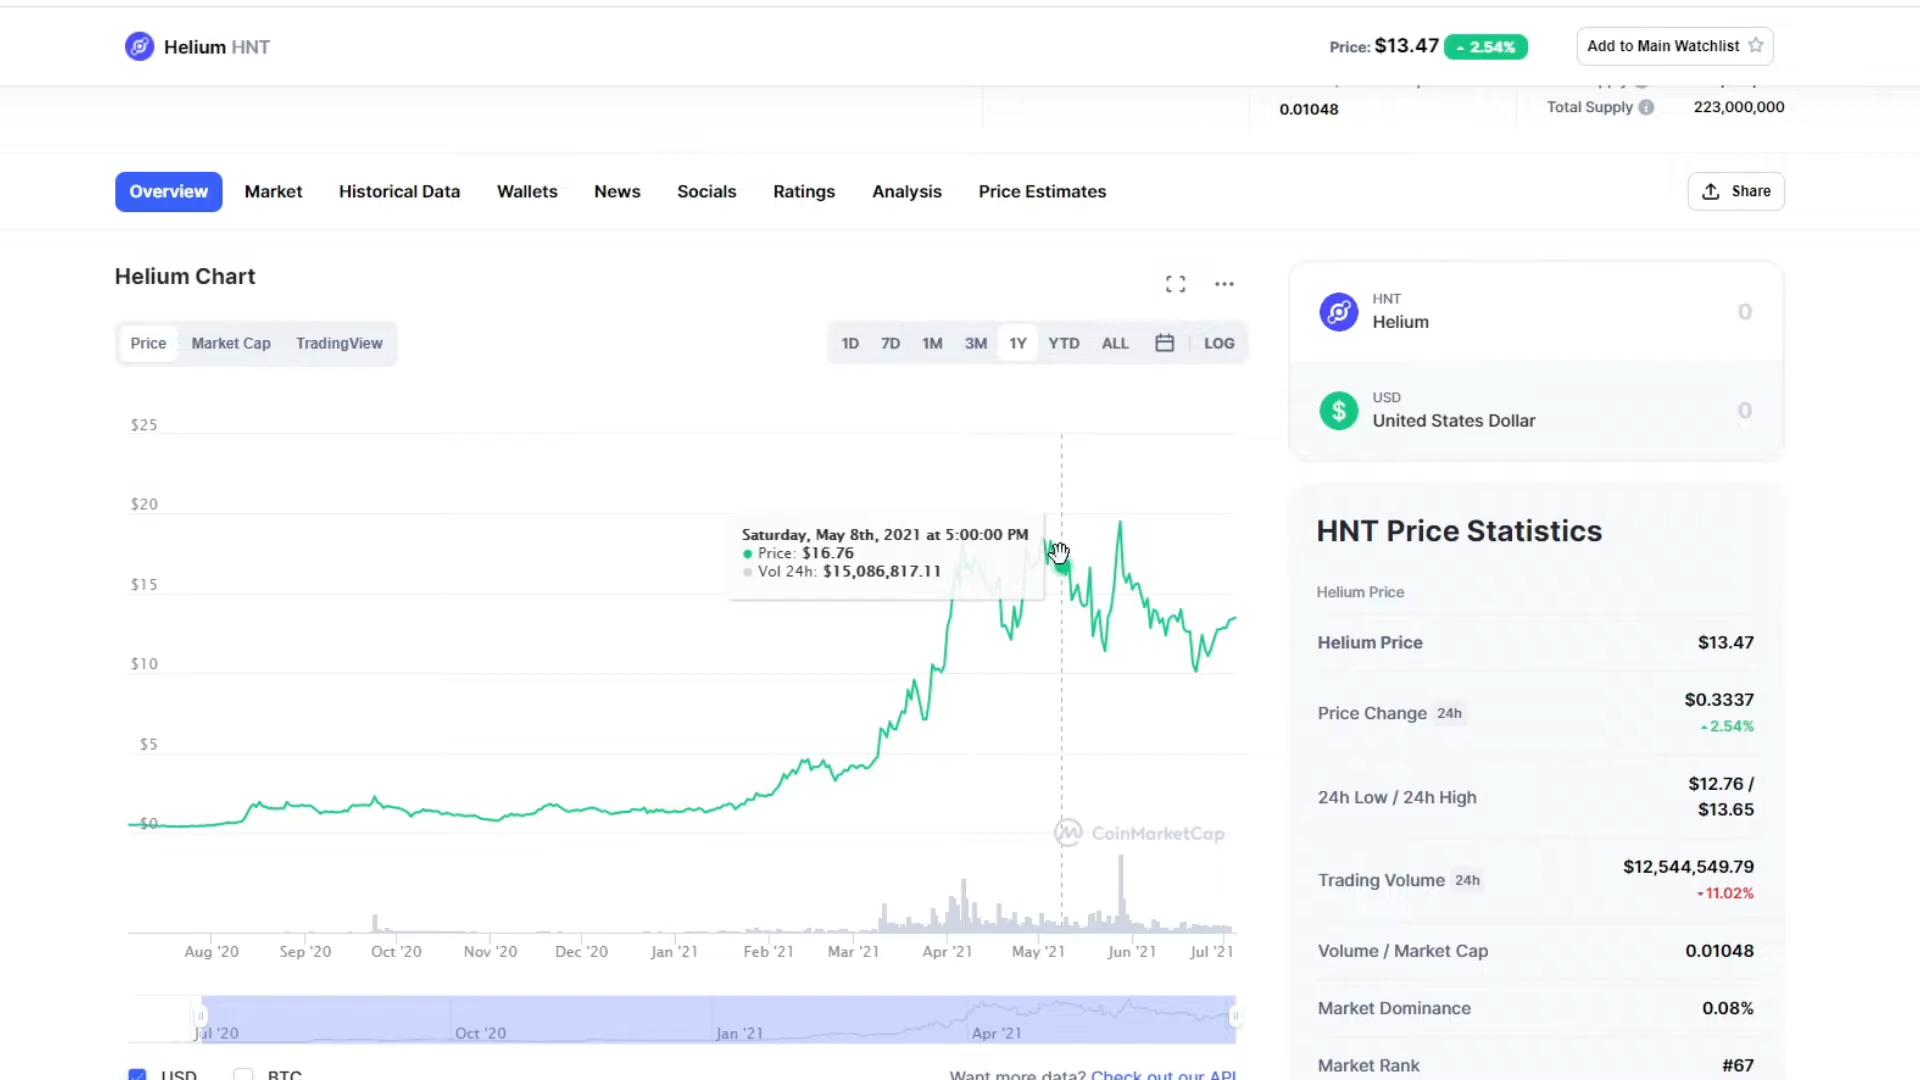 Helium HNT
Price: $13.47 2.54%
Add to Main Watchlist
0.01048
Total Supply 223,000,000
Overview Market Historical Data Wallets News Socials Ratings Analysis Price Estimates
Share
Helium Chart
Price Market Cap TradingView
1D 7D 1M 3M 1Y YTD ALL LOG
$25
$20
$15
$10
$5
$0
Saturday, May 8th, 2021 at 5:00:00 PM
Price: $16.76
Vol 24h: $15,086,817.11
CoinMarketCap
Aug '20 Sep '20 Oct '20 Nov '20 Dec '20 Jan '21 Feb '21 Mar '21 Apr '21 May '21 Jun '21 Jul '21
Jul '20 Oct '20 Jan '21 Apr '21
USD BTC
Want more data? Check out our API
HNT
Helium
0
USD
United States Dollar
0
HNT Price Statistics
Helium Price
Helium Price $13.47
Price Change 24h $0.3337
2.54%
24h Low / 24h High $12.76 /
$13.65
Trading Volume 24h $12,544,549.79
11.02%
Volume / Market Cap 0.01048
Market Dominance 0.08%
Market Rank #67